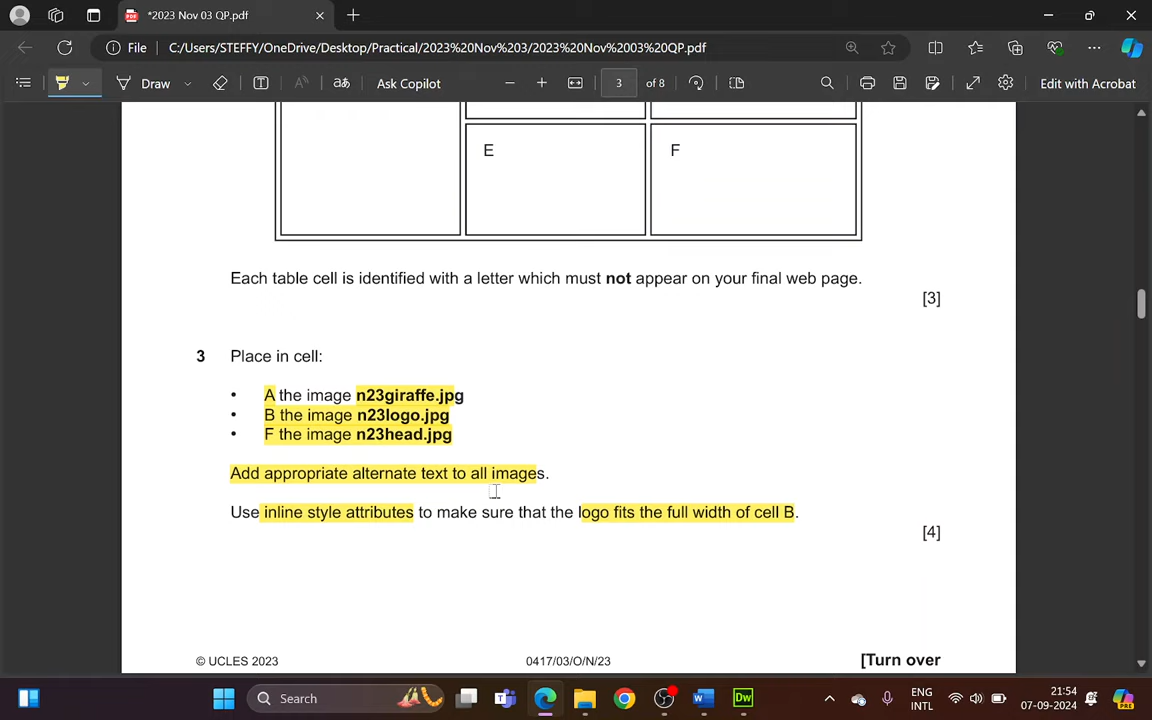 *2023 Nov 03 QP.pdf
File C:/Users/STEFFY/OneDrive/Desktop/Practical/2023%20Nov%203/2023%20Nov%2003%20QP.pdf
Draw Ask Copilot 3 of 8 Edit with Acrobat
E F
Each table cell is identified with a letter which must not appear on your final web page.
[3]
3 Place in cell:
• A the image n23giraffe.jpg
• B the image n23logo.jpg
• F the image n23head.jpg
Add appropriate alternate text to all images.
Use inline style attributes to make sure that the logo fits the full width of cell B.
[4]
© UCLES 2023 0417/03/O/N/23 [Turn over
Search ENG 21:54
INTL 07-09-2024